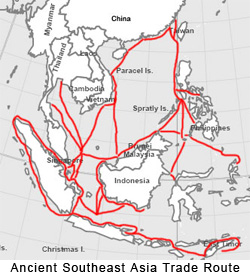 China
Myanmar
Taiwan
Laos
Thailand
Paracel Is.
Cambodia
Vietnam
Spratly Is.
Philippines
Brunei
Malaysia
Singapore
Indonesia
East Timor
Christmas I.
Ancient Southeast Asia Trade Route